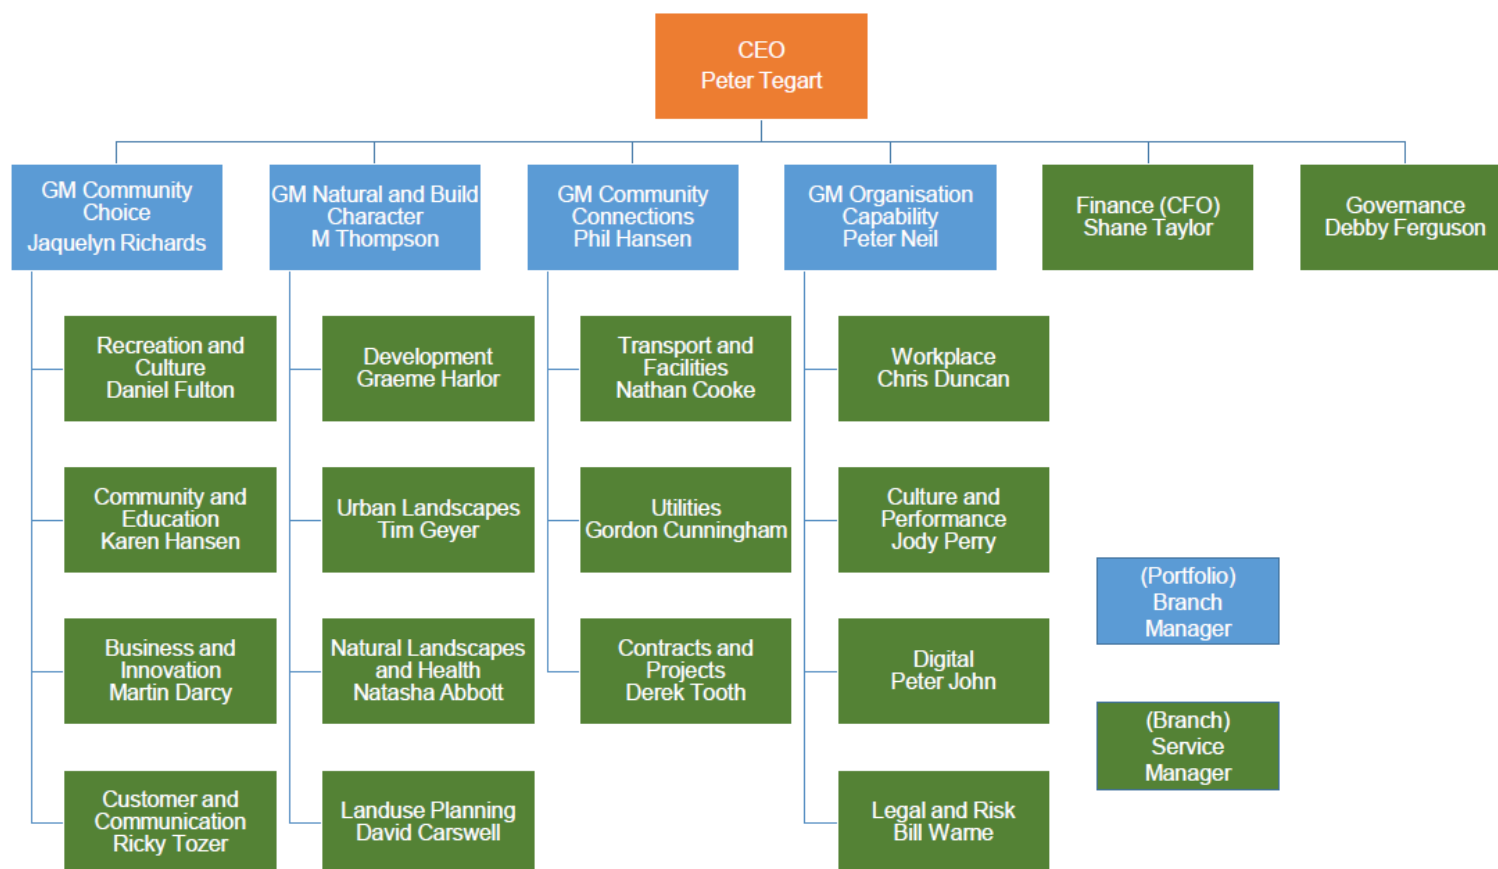 CEO
Peter Tegart
GM Community
Choice
Jaquelyn Richards
GM Natural and Build
Character
M Thompson
GM Community
Connections
Phil Hansen
GM Organisation
Capability
Peter Neil
Finance (CFO)
Shane Taylor
Governance
Debby Ferguson
Recreation and
Culture
Daniel Fulton
Development
Graeme Harlor
Transport and
Facilities
Nathan Cooke
Workplace
Chris Duncan
Community and
Education
Karen Hansen
Urban Landscapes
Tim Geyer
Utilities
Gordon Cunningham
Culture and
Performance
Jody Perry
(Portfolio)
Branch
Manager
Business and
Innovation
Martin Darcy
Natural Landscapes
and Health
Natasha Abbott
Contracts and
Projects
Derek Tooth
Digital
Peter John
(Branch)
Service
Manager
Customer and
Communication
Ricky Tozer
Landuse Planning
David Carswell
Legal and Risk
Bill Warne